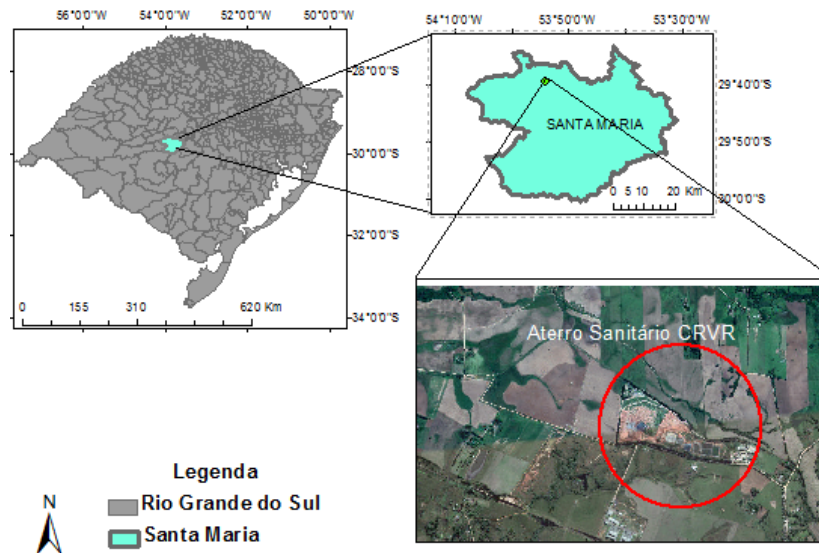 56°0'0"W 54°0'0"W 52°0'0"W 50°0'0"W
28°0'0"S
30°0'0"S
32°0'0"S
34°0'0"S
0 155 310 620 Km
54°10'0"W 53°50'0"W 53°30'0"W
29°40'0"S
29°50'0"S
30°0'0"S
SANTA MARIA
0 5 10 20 Km
Aterro Sanitário CRVR
Legenda
N
Rio Grande do Sul
Santa Maria